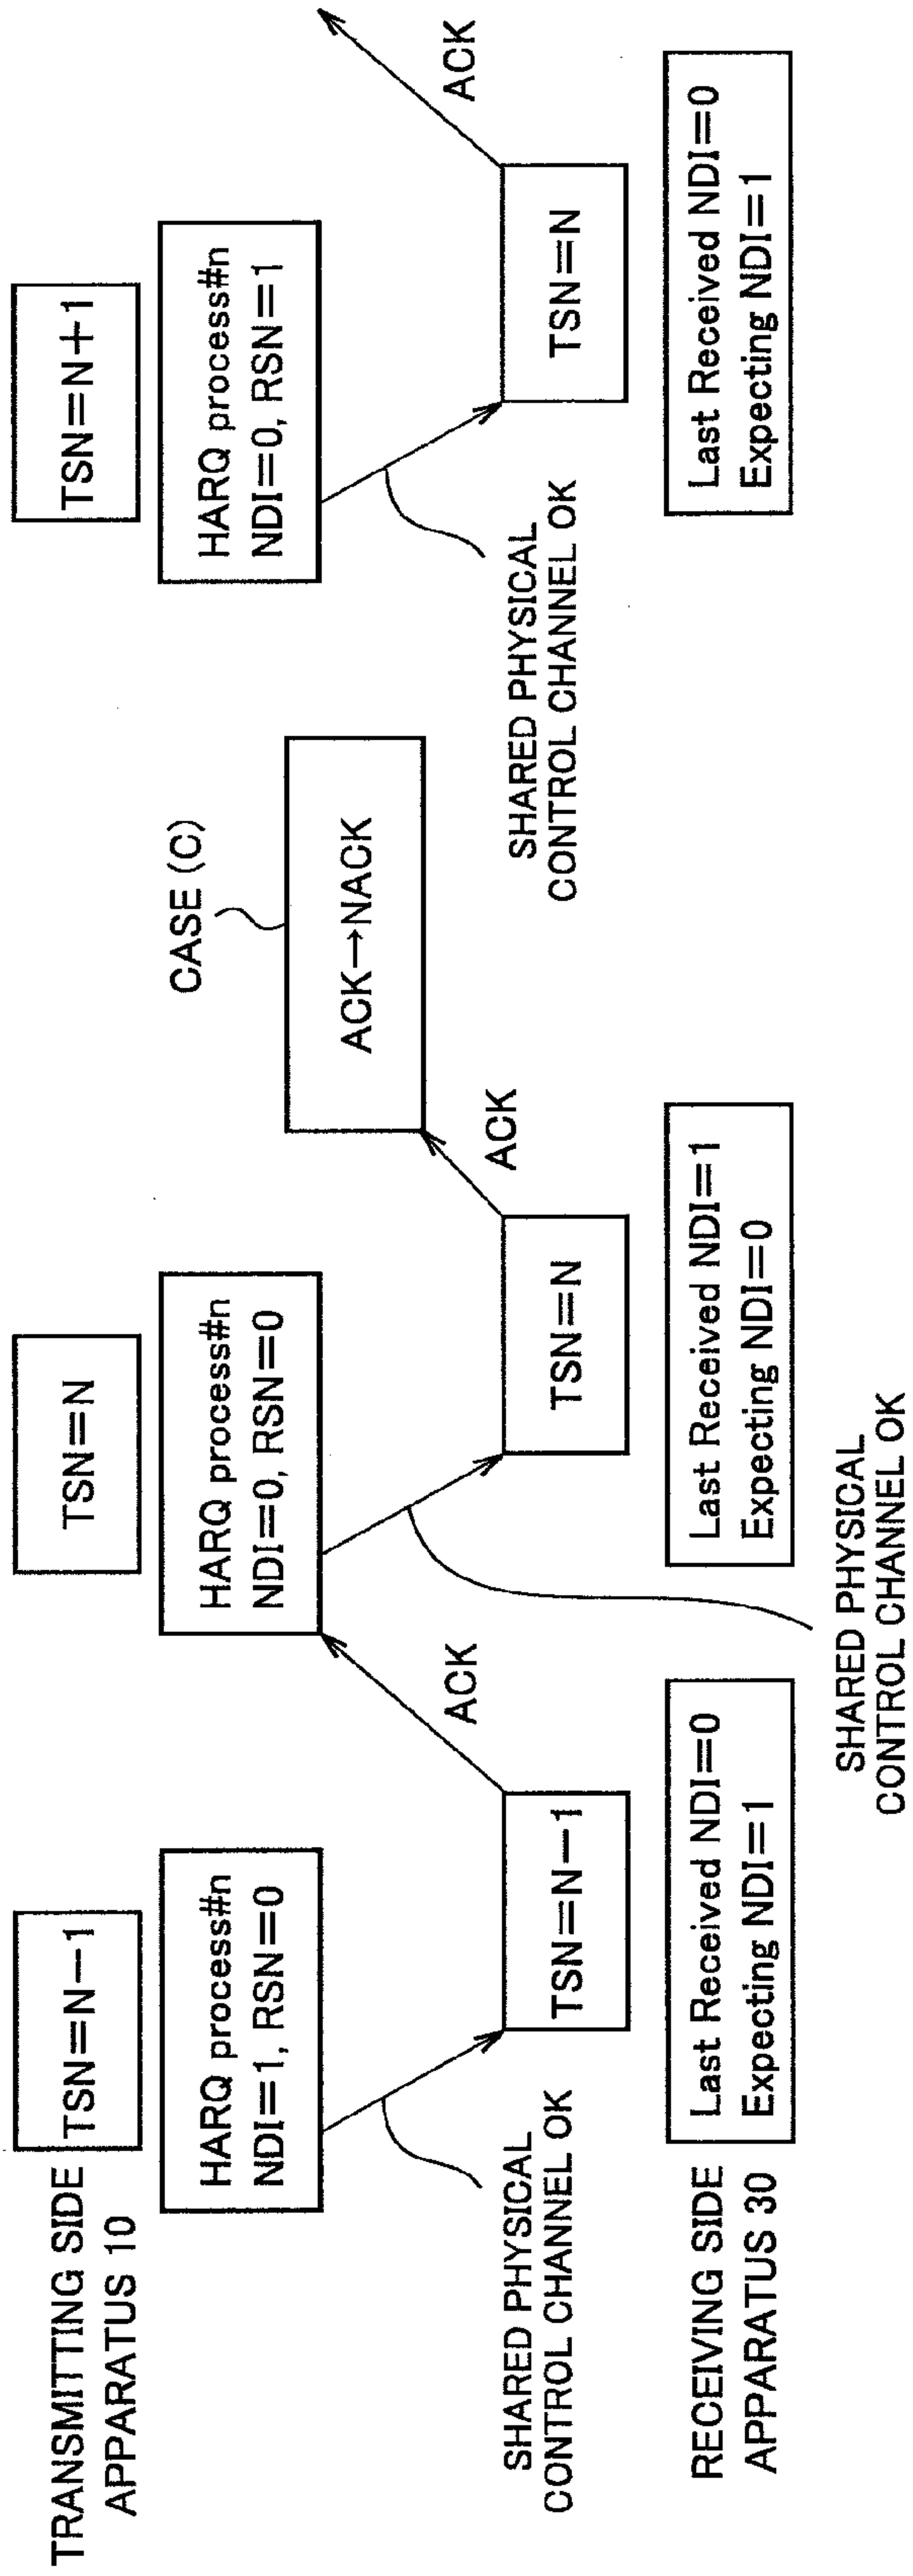 TRANSMITTING SIDE
APPARATUS 10
TSN=N−1
HARQ process#n
NDI=1, RSN=0
SHARED PHYSICAL
CONTROL CHANNEL OK
TSN=N−1
ACK
RECEIVING SIDE
APPARATUS 30
Last Received NDI=0
Expecting NDI=1
TSN=N
HARQ process#n
NDI=0, RSN=0
SHARED PHYSICAL
CONTROL CHANNEL OK
TSN=N
ACK
Last Received NDI=1
Expecting NDI=0
CASE (C)
ACK→NACK
TSN=N+1
HARQ process#n
NDI=0, RSN=1
SHARED PHYSICAL
CONTROL CHANNEL OK
TSN=N
ACK
Last Received NDI=0
Expecting NDI=1